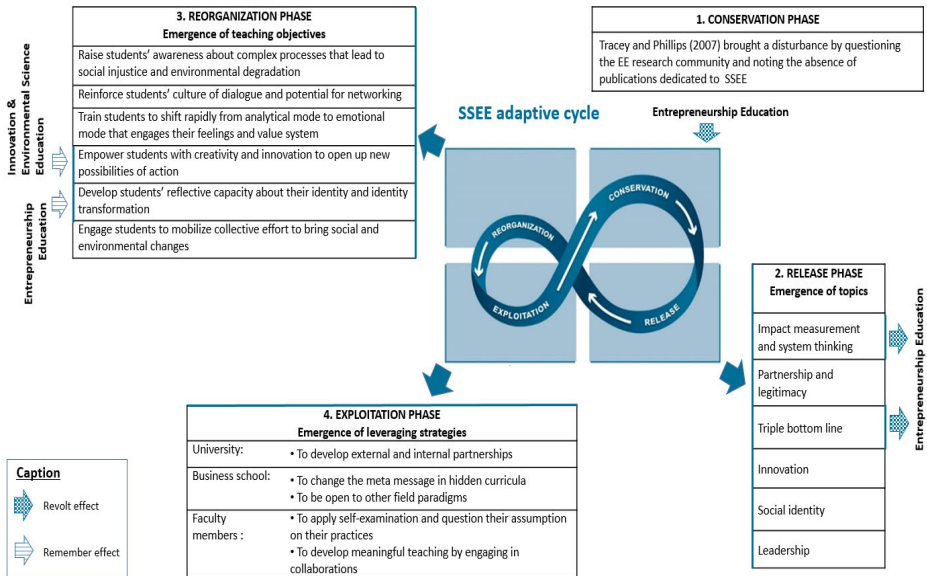 3. REORGANIZATION PHASE
Emergence of teaching objectives
Raise students' awareness about complex processes that lead to
social injustice and environmental degradation
Reinforce students' culture of dialogue and potential for networking
Train students to shift rapidly from analytical mode to emotional
mode that engages their feelings and value system
Empower students with creativity and innovation to open up new
possibilities of action
Develop students' reflective capacity about their identity and identity
transformation
Engage students to mobilize collective effort to bring social and
environmental changes
Innovation &
Environmental Science
Education
Entrepreneurship
Education
1. CONSERVATION PHASE
Tracey and Phillips (2007) brought a disturbance by questioning
the EE research community and noting the absence of
publications dedicated to SSEE
SSEE adaptive cycle
Entrepreneurship Education
CONSERVATION
REORGANIZATION
EXPLOITATION
RELEASE
2. RELEASE PHASE
Emergence of topics
Impact measurement
and system thinking
Partnership and
legitimacy
Triple bottom line
Innovation
Social identity
Leadership
Entrepreneurship Education
4. EXPLOITATION PHASE
Emergence of leveraging strategies
University:
• To develop external and internal partnerships
Business school:
• To change the meta message in hidden curricula
• To be open to other field paradigms
Faculty
members :
• To apply self-examination and question their assumption
on their practices
• To develop meaningful teaching by engaging in
collaborations
Caption
Revolt effect
Remember effect